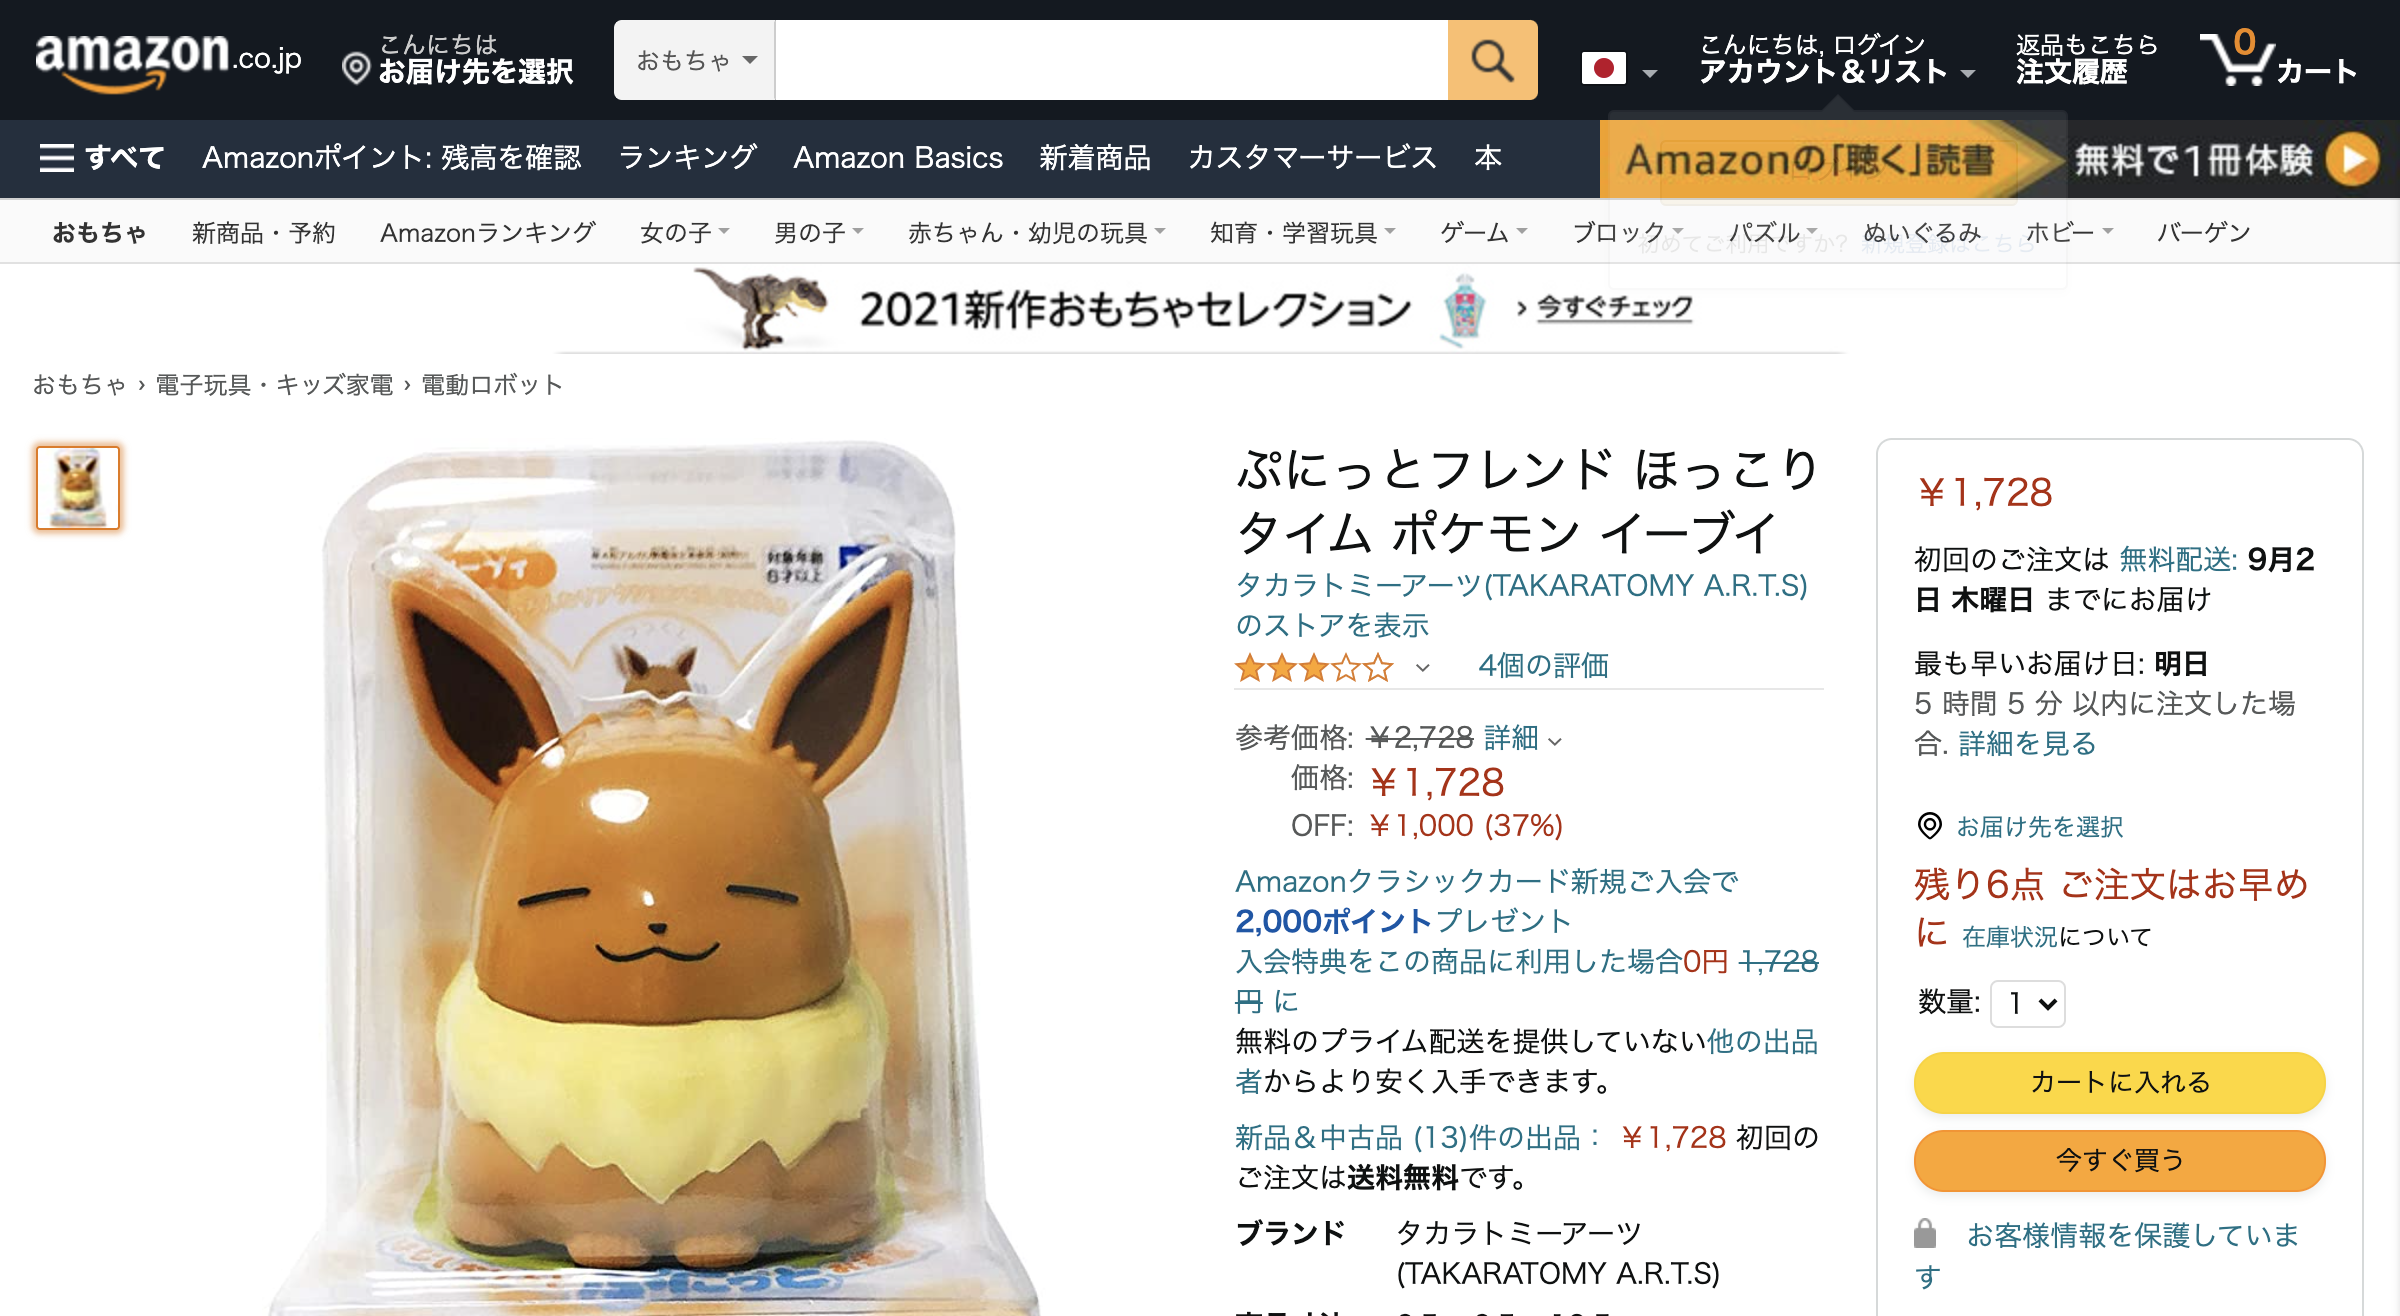 amazon.co.jp
こんにちは
お届け先を選択
おもちゃ
こんにちは, ログイン
アカウント＆リスト
返品もこちら
注文履歴
0
カート
すべて
Amazonポイント: 残高を確認
ランキング
Amazon Basics
新着商品
カスタマーサービス
本
Amazonの「聴く」読書
無料で1冊体験
おもちゃ
新商品・予約
Amazonランキング
女の子
男の子
赤ちゃん・幼児の玩具
知育・学習玩具
ゲーム
ブロック
パズル
ぬいぐるみ
ホビー
バーゲン
初めてご利用ですか? 新規登録はこちら
2021新作おもちゃセレクション
› 今すぐチェック
おもちゃ › 電子玩具・キッズ家電 › 電動ロボット
対象年齢
6才以上
ぷにっとフレンド ほっこり
タイム ポケモン イーブイ
タカラトミーアーツ(TAKARATOMY A.R.T.S)
のストアを表示
4個の評価
参考価格: ￥2,728 詳細
価格: ￥1,728
OFF: ￥1,000 (37%)
Amazonクラシックカード新規ご入会で
2,000ポイントプレゼント
入会特典をこの商品に利用した場合0円 1,728
円 に
無料のプライム配送を提供していない他の出品
者からより安く入手できます。
新品＆中古品 (13)件の出品： ￥1,728 初回の
ご注文は送料無料です。
ブランド タカラトミーアーツ
(TAKARATOMY A.R.T.S)
￥1,728
初回のご注文は 無料配送: 9月2
日 木曜日 までにお届け
最も早いお届け日: 明日
5 時間 5 分 以内に注文した場
合. 詳細を見る
お届け先を選択
残り6点 ご注文はお早め
に 在庫状況について
数量: 1
カートに入れる
今すぐ買う
お客様情報を保護していま
す